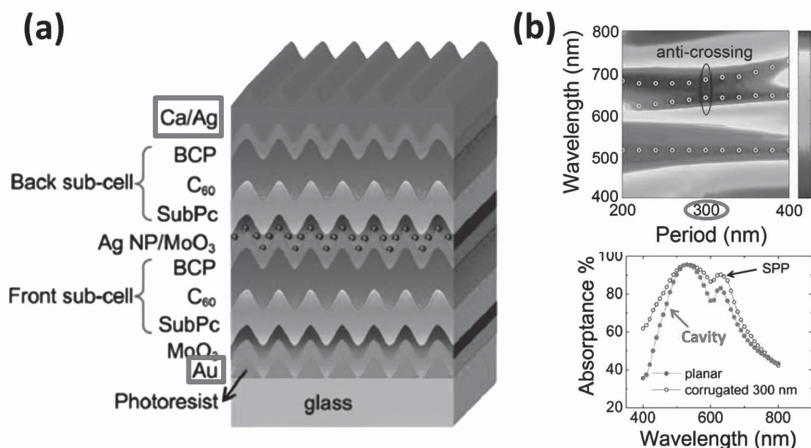 (a)
Ca/Ag
BCP
Back sub-cell
C60
SubPc
Ag NP/MoO3
BCP
Front sub-cell
C60
SubPc
MoO3
Au
Photoresist
glass
(b)
Wavelength (nm)
800
700
600
500
400
anti-crossing
200
300
400
Period (nm)
Absorptance %
100
80
60
40
20
SPP
Cavity
planar
corrugated 300 nm
400
600
800
Wavelength (nm)